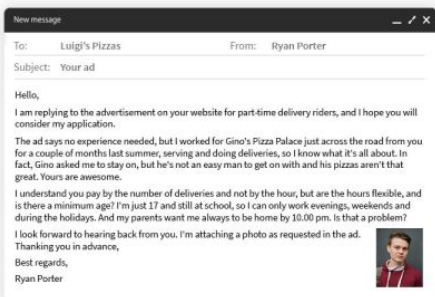 New message
To: Luigi's Pizzas From: Ryan Porter
Subject: Your ad
Hello,
I am replying to the advertisement on your website for part-time delivery riders, and I hope you will
consider my application.
The ad says no experience needed, but I worked for Gino's Pizza Palace just across the road from you
for a couple of months last summer, serving and doing deliveries, so I know what it's all about. In
fact, Gino asked me to stay on, but he's not an easy man to get on with and his pizzas aren't that
great. Yours are awesome.
I understand you pay by the number of deliveries and not by the hour, but are the hours flexible, and
is there a minimum age? I'm just 17 and still at school, so I can only work evenings, weekends and
during the holidays. And my parents want me always to be home by 10.00 pm. Is that a problem?
I look forward to hearing back from you. I'm attaching a photo as requested in the ad.
Thanking you in advance,
Best regards,
Ryan Porter